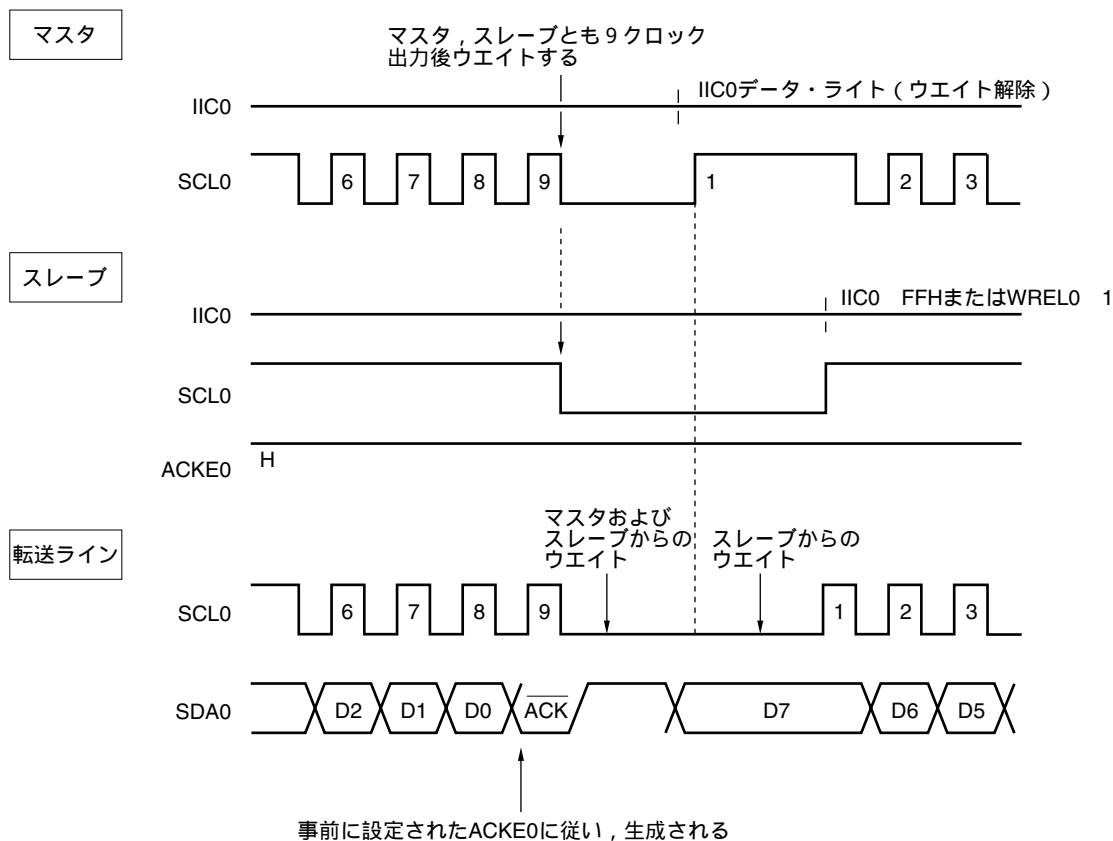 マスタ
マスタ，スレーブとも９クロック
出力後ウエイトする
IIC0データ・ライト（ウエイト解除）
IIC0
SCL0
6 7 8 9 1 2 3
スレーブ
IIC0 FFHまたはWREL0 1
IIC0
SCL0
ACKE0 H
転送ライン
マスタおよび
スレーブからの
ウエイト
スレーブからの
ウエイト
SCL0
6 7 8 9 1 2 3
SDA0
D2 D1 D0 ACK D7 D6 D5
事前に設定されたACKE0に従い，生成される